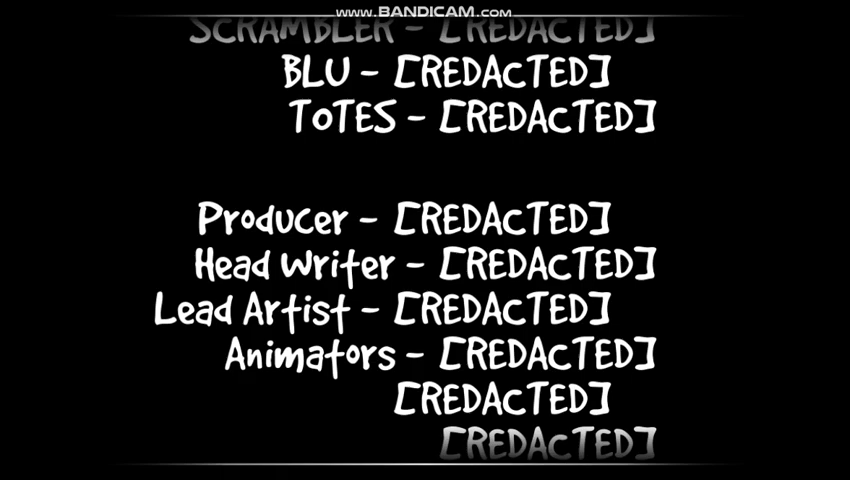 www.BANDICAM.com
SCRAMBLER - [REDACTED]
BLU - [REDACTED]
TOTES - [REDACTED]
Producer - [REDACTED]
Head Writer - [REDACTED]
Lead Artist - [REDACTED]
Animators - [REDACTED]
[REDACTED]
[REDACTED]